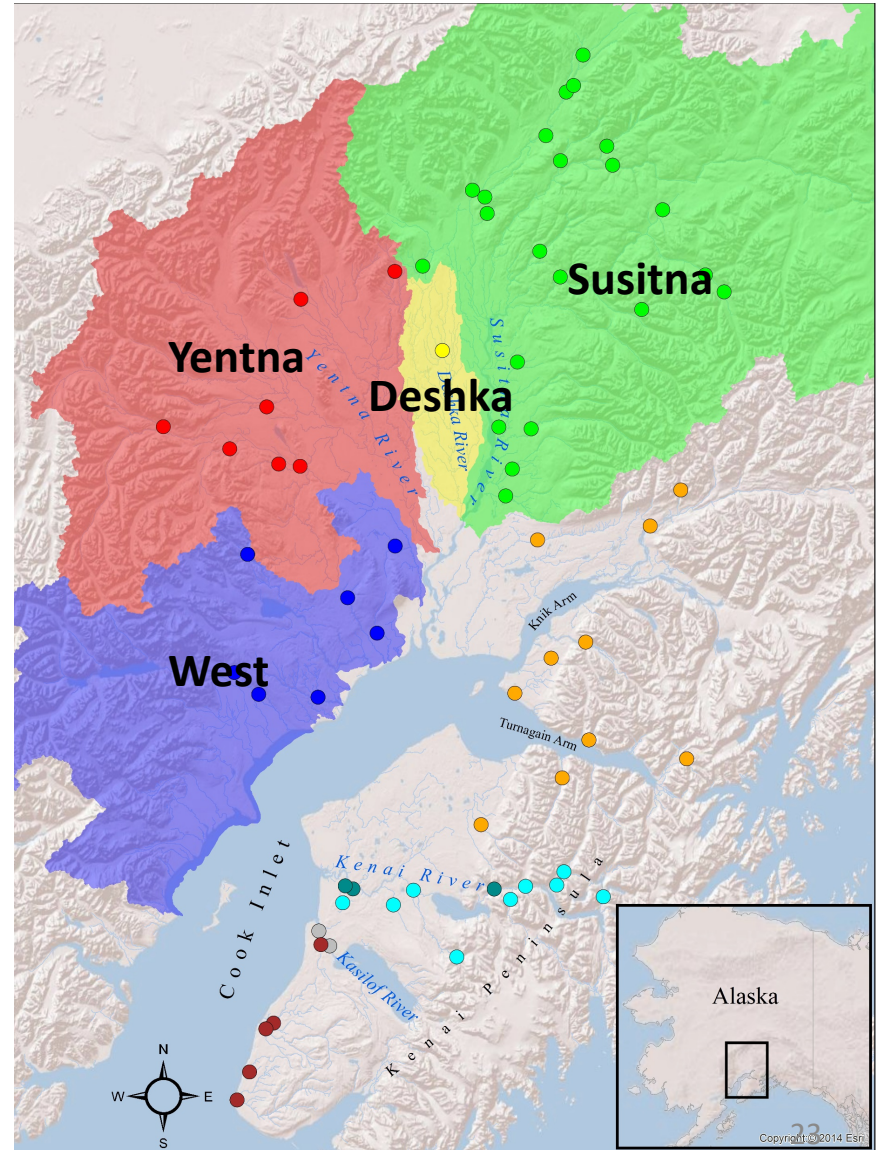 Susitna
Yentna
Deshka
Yentna River
Deshka River
Susitna River
West
Knik Arm
Turnagain Arm
Cook Inlet
Kenai River
Kasilof River
Kenai Peninsula
N
W
E
S
Alaska
23
Copyright:© 2014 Esri